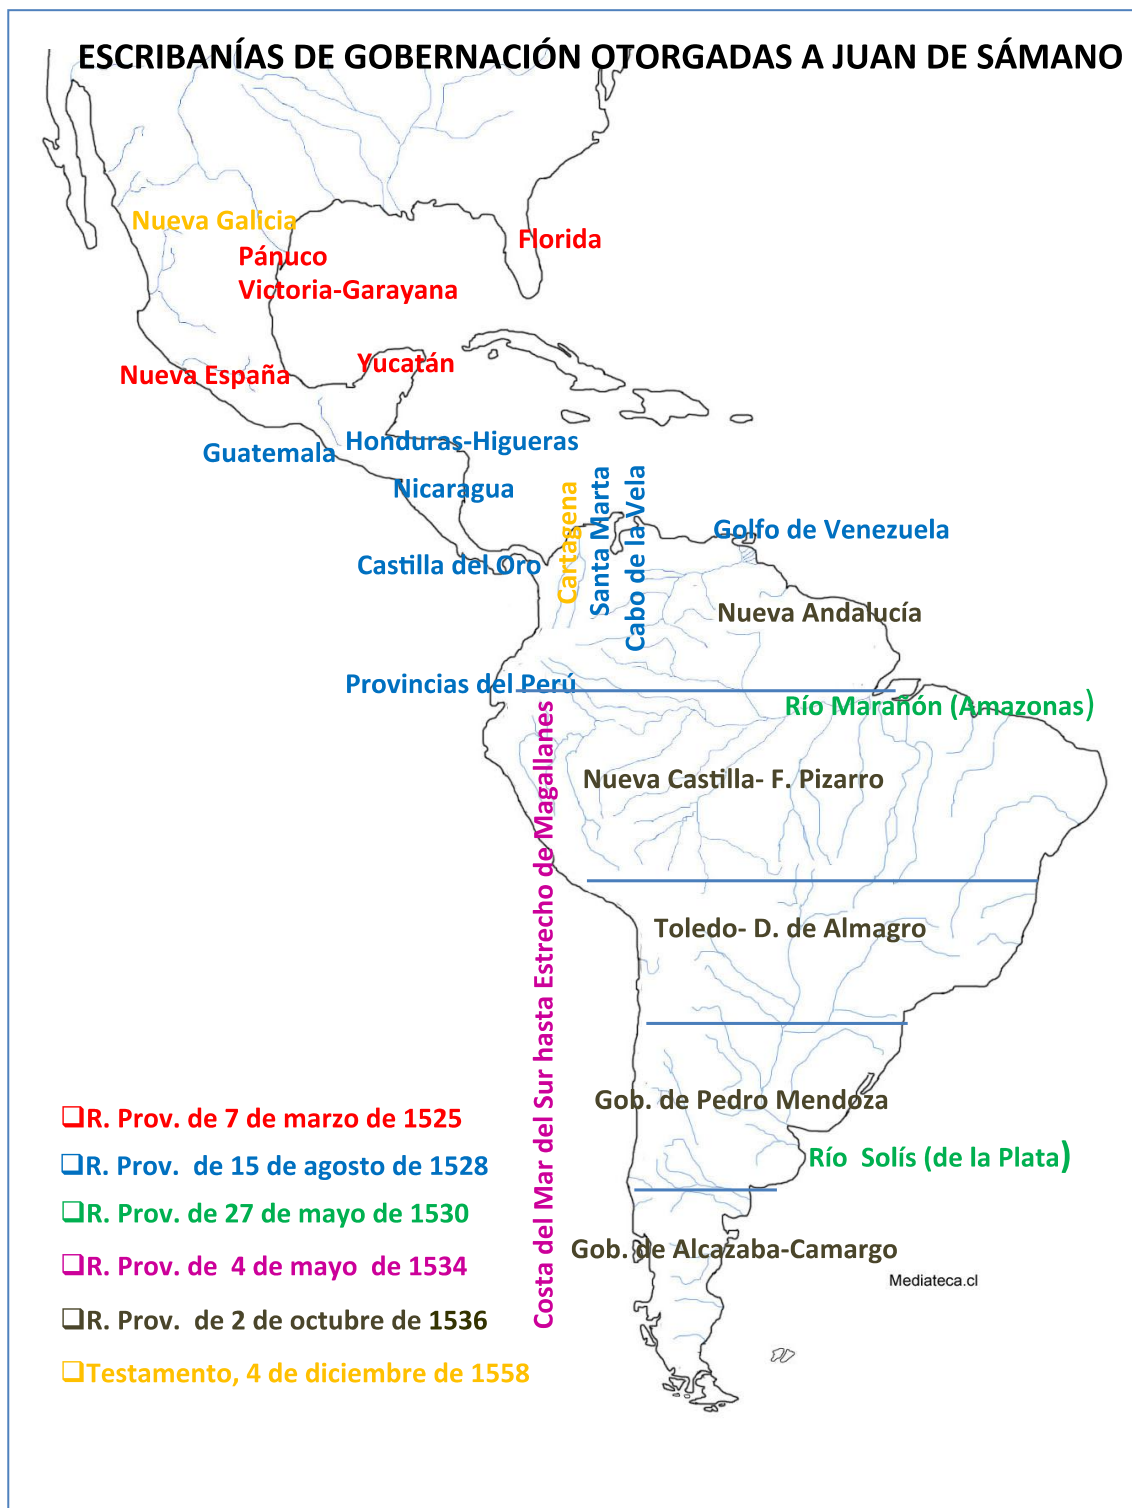 ESCRIBANÍAS DE GOBERNACIÓN OTORGADAS A JUAN DE SÁMANO
Nueva Galicia
Florida
Pánuco
Victoria-Garayana
Yucatán
Nueva España
Honduras-Higueras
Guatemala
Nicaragua
Cartagena
Santa Marta
Cabo de la Vela
Golfo de Venezuela
Castilla del Oro
Nueva Andalucía
Provincias del Perú
Río Marañón (Amazonas)
Costa del Mar del Sur hasta Estrecho de Magallanes
Nueva Castilla- F. Pizarro
Toledo- D. de Almagro
Gob. de Pedro Mendoza
Río Solís (de la Plata)
Gob. de Alcazaba-Camargo
Mediateca.cl
❑R. Prov. de 7 de marzo de 1525
❑R. Prov. de 15 de agosto de 1528
❑R. Prov. de 27 de mayo de 1530
❑R. Prov. de 4 de mayo de 1534
❑R. Prov. de 2 de octubre de 1536
❑Testamento, 4 de diciembre de 1558